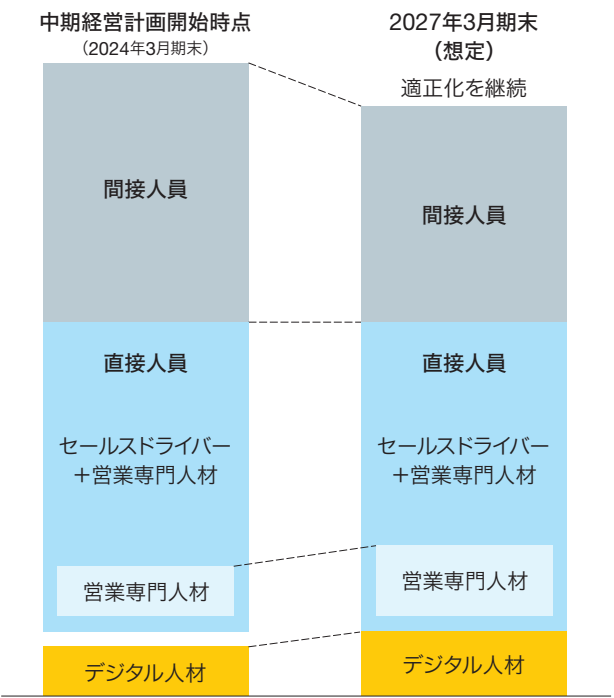 中期経営計画開始時点
（2024年3月期末）
間接人員
直接人員
セールスドライバー
＋営業専門人材
営業専門人材
デジタル人材
2027年3月期末
（想定）
適正化を継続
間接人員
直接人員
セールスドライバー
＋営業専門人材
営業専門人材
デジタル人材